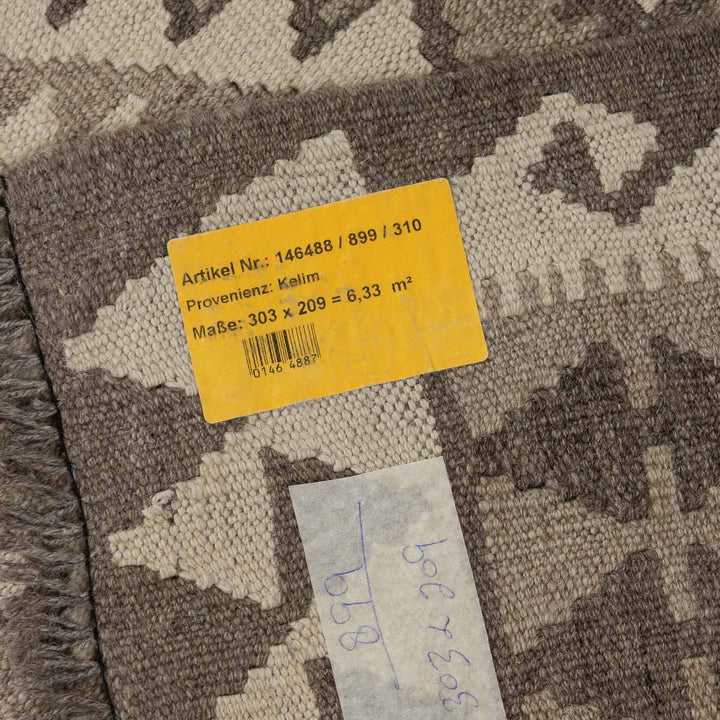 Artikel Nr.: 146488 / 899 / 310
Provenienz: Kelim
Maße: 303 x 209 = 6,33 m²
0146 4887
899
303 x 209